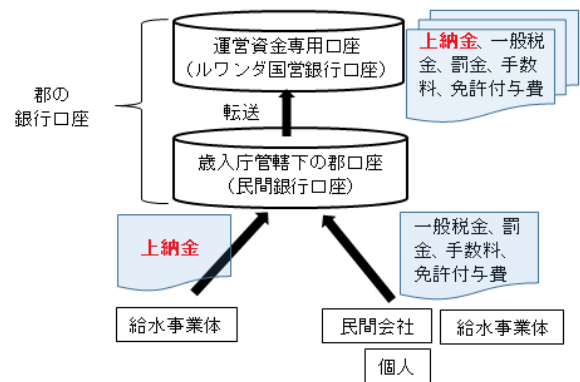 運営資金専用口座
（ルワンダ国営銀行口座）
上納金、一般税
金、罰金、手数
料、免許付与費
郡の
銀行口座
転送
歳入庁管轄下の郡口座
（民間銀行口座）
上納金
一般税金、罰
金、手数料、
免許付与費
給水事業体
民間会社
給水事業体
個人